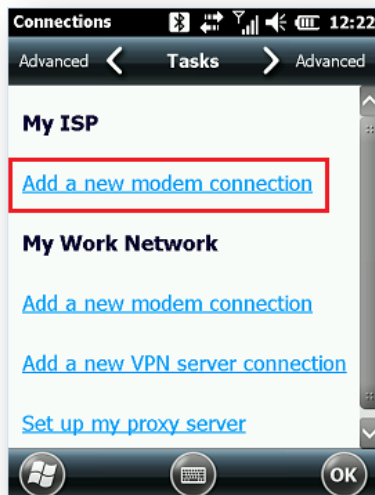 Connections 12:22
Advanced Tasks Advanced
My ISP
Add a new modem connection
My Work Network
Add a new modem connection
Add a new VPN server connection
Set up my proxy server
OK